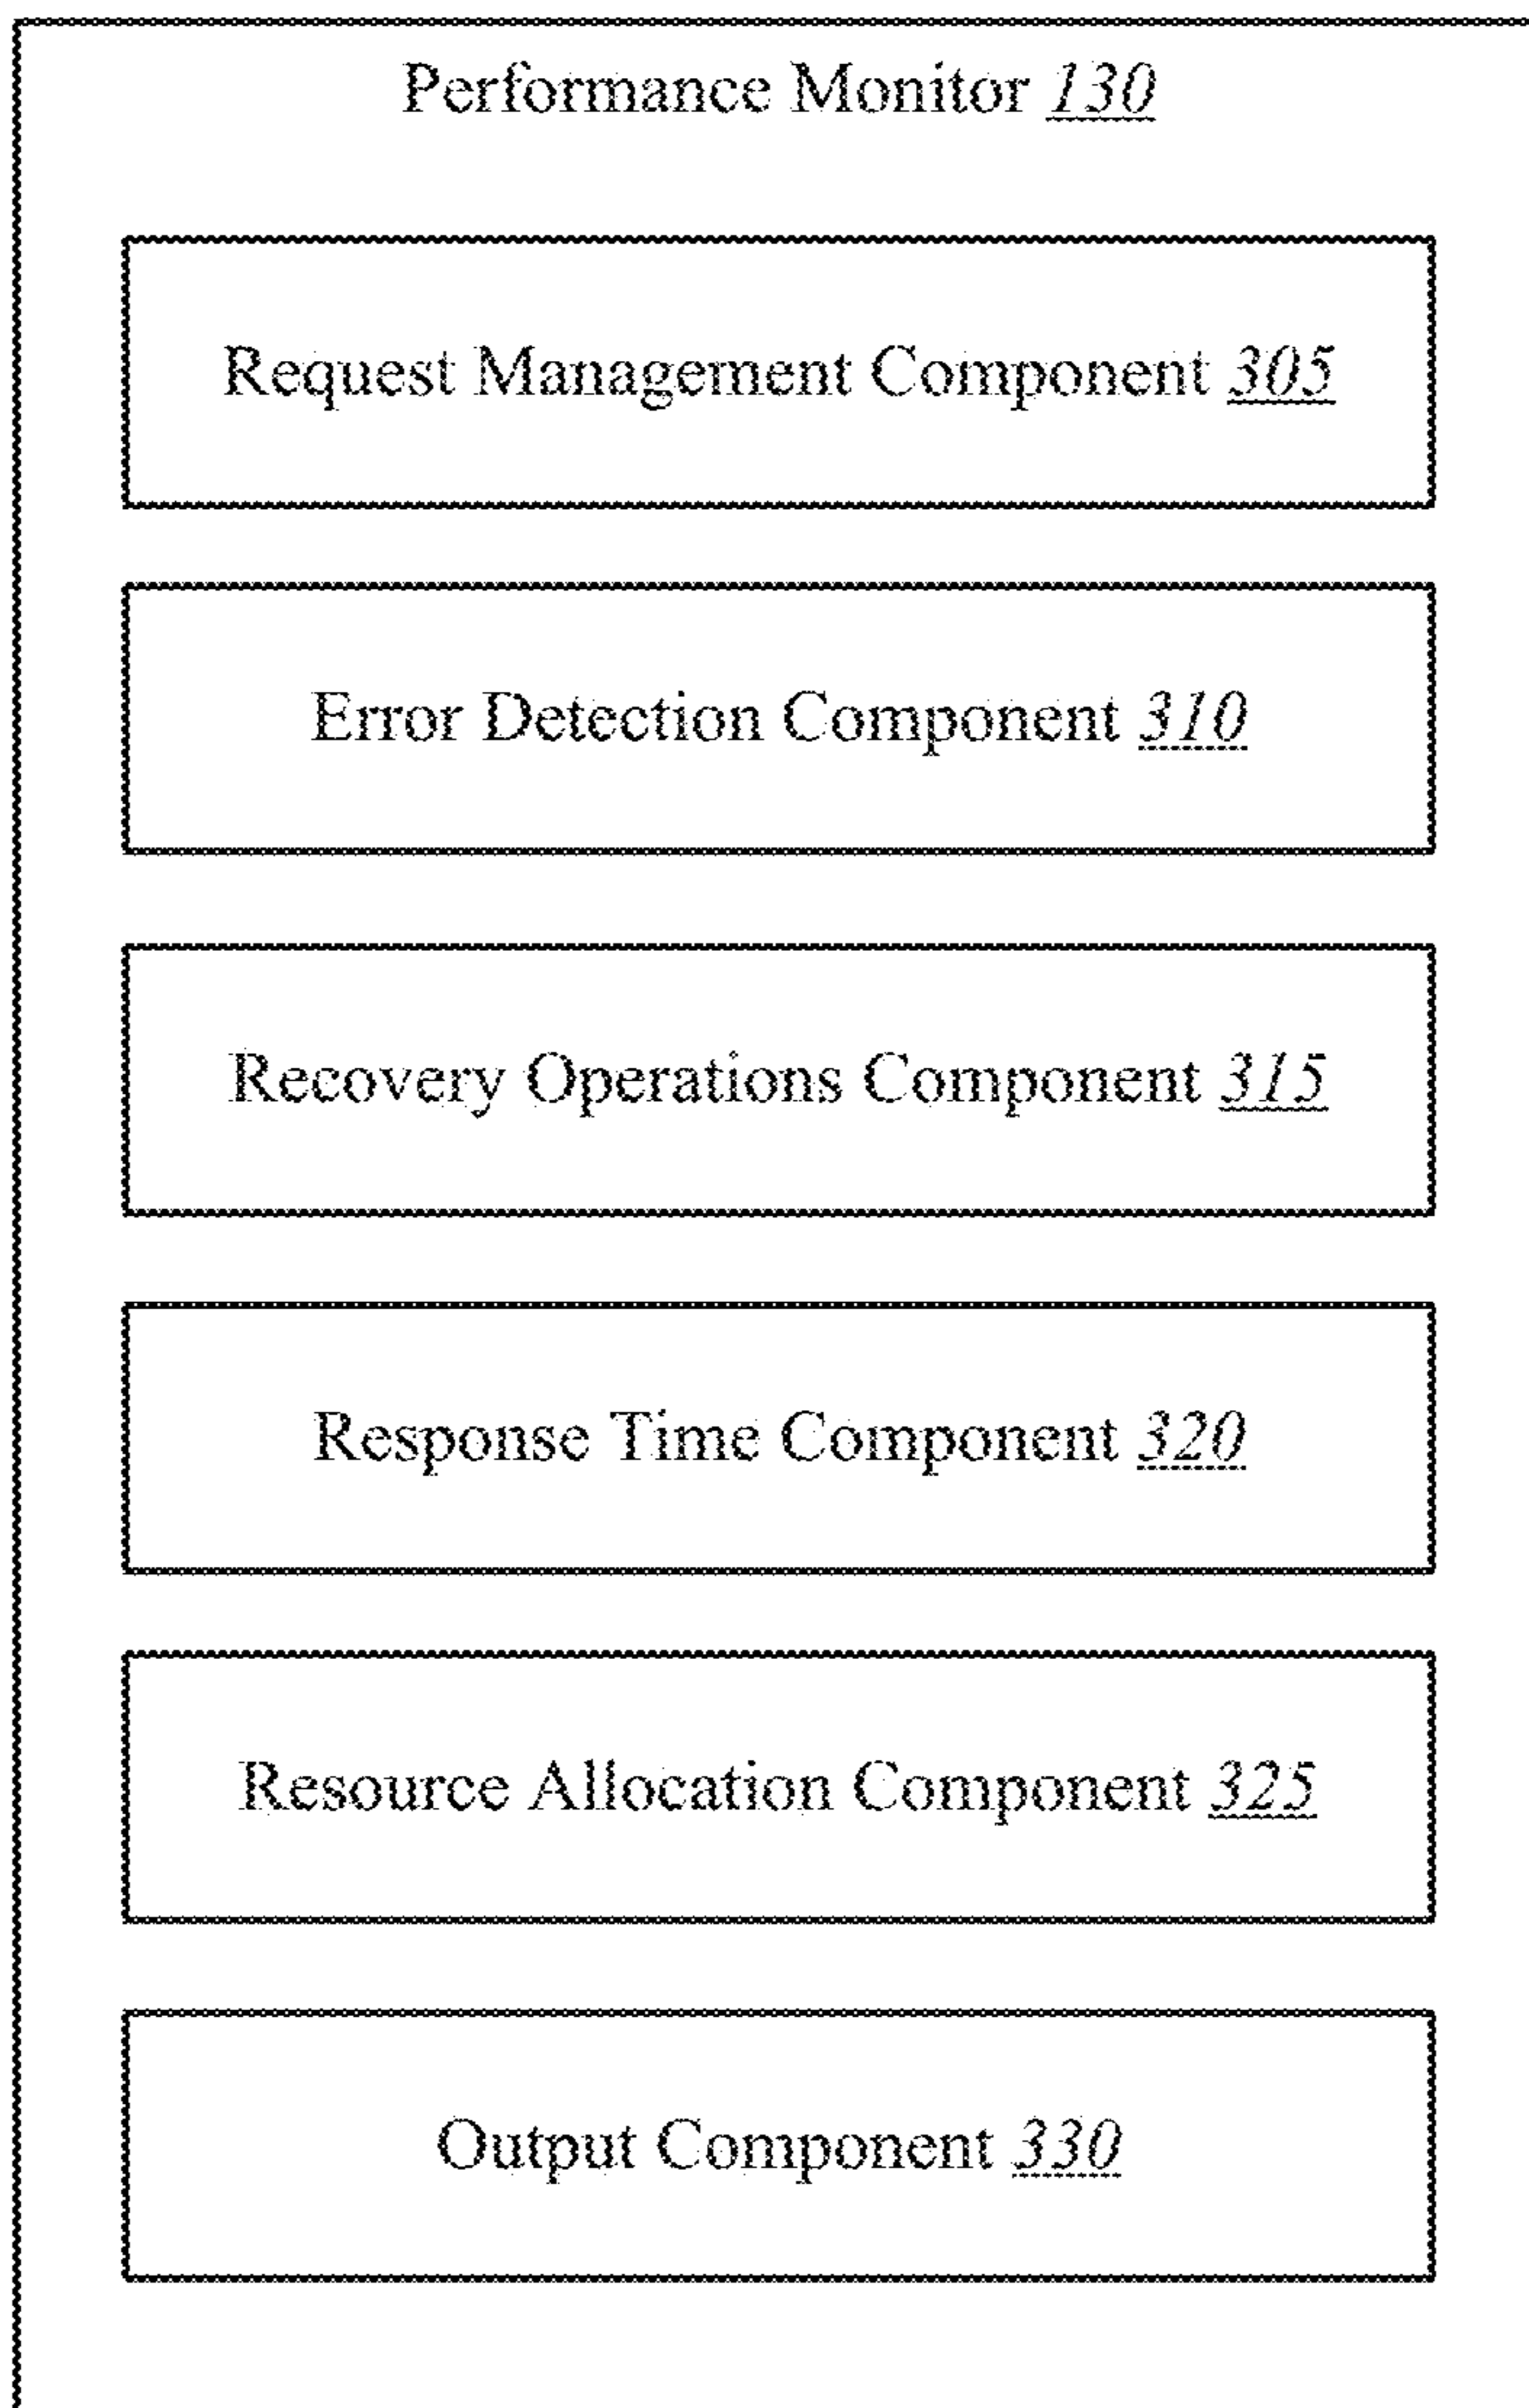 Performance Monitor 130
Request Management Component 305
Error Detection Component 310
Recovery Operations Component 315
Response Time Component 320
Resource Allocation Component 325
Output Component 330